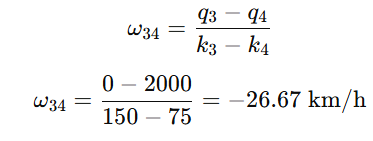 ω34 = (q3 − q4) / (k3 − k4)
ω34 = (0 − 2000) / (150 − 75) = −26.67 km/h